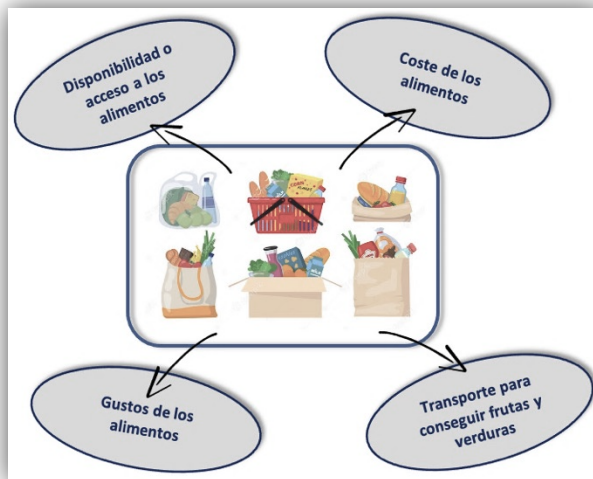 Disponibilidad o
acceso a los
alimentos
Coste de los
alimentos
Gustos de los
alimentos
Transporte para
conseguir frutas y
verduras